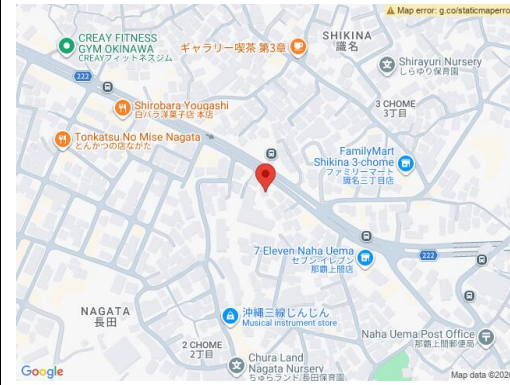 Map error: g.co/staticmaperro
CREAY FITNESS
GYM OKINAWA
CREAYフィットネスジム
ギャラリー喫茶 第3章
SHIKINA
識名
Shirayuri Nursery
しらゆり保育園
222
Shirobara Yougashi
白バラ洋菓子店 本店
3 CHOME
3丁目
Tonkatsu No Mise Nagata
とんかつの店ながた
FamilyMart
Shikina 3-chome
ファミリーマート
識名三丁目店
7-Eleven Naha Uema
セブン-イレブン
那覇上間店
222
222
NAGATA
長田
沖縄三線じんじん
Musical instrument store
2 CHOME
2丁目
Naha Uema Post Office
那覇上間郵便局
Chura Land
Nagata Nursery
ちゅらランド長田保育園
Google
Map data ©2026